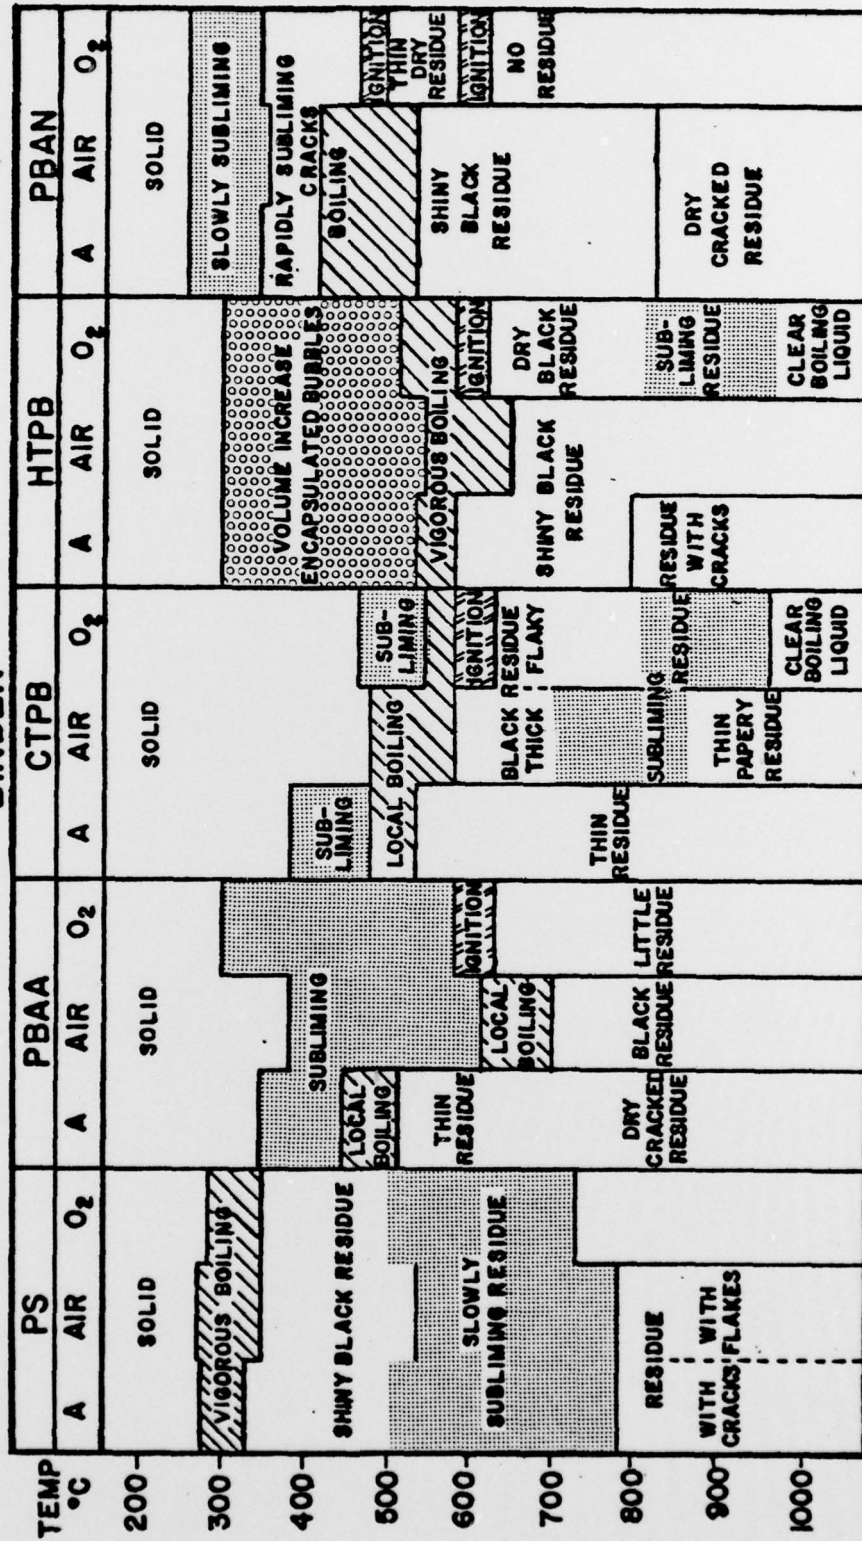 BINDER
TEMP °C
PS
PBAA
CTPB
HTPB
PBAN
A
AIR
O2
A
AIR
O2
A
AIR
O2
A
AIR
O2
A
AIR
O2
200
300
400
500
600
700
800
900
1000
SOLID
VIGOROUS BOILING
SHINY BLACK RESIDUE
SLOWLY
SUBLIMING RESIDUE
RESIDUE
WITH CRACKS
WITH FLAKES
SOLID
SUBLIMING
LOCAL
BOILING
THIN
RESIDUE
DRY
CRACKED
RESIDUE
LOCAL
BOILING
BLACK
RESIDUE
IGNITION
LITTLE
RESIDUE
SOLID
SUB-
LIMING
LOCAL BOILING
THIN
RESIDUE
SUB-
LIMING
IGNITION
BLACK RESIDUE
THICK
FLAKY
SUBLIMING
RESIDUE
THIN
PAPERY
RESIDUE
CLEAR
BOILING
LIQUID
SOLID
VOLUME INCREASE
ENCAPSULATED BUBBLES
VIGOROUS BOILING
SHINY BLACK
RESIDUE
RESIDUE
WITH
CRACKS
IGNITION
DRY
BLACK
RESIDUE
SUB-
LIMING
RESIDUE
CLEAR
BOILING
LIQUID
SOLID
SLOWLY SUBLIMING
RAPIDLY SUBLIMING
CRACKS
BOILING
SHINY
BLACK
RESIDUE
DRY
CRACKED
RESIDUE
IGNITION
THIN
DRY
RESIDUE
IGNITION
NO
RESIDUE